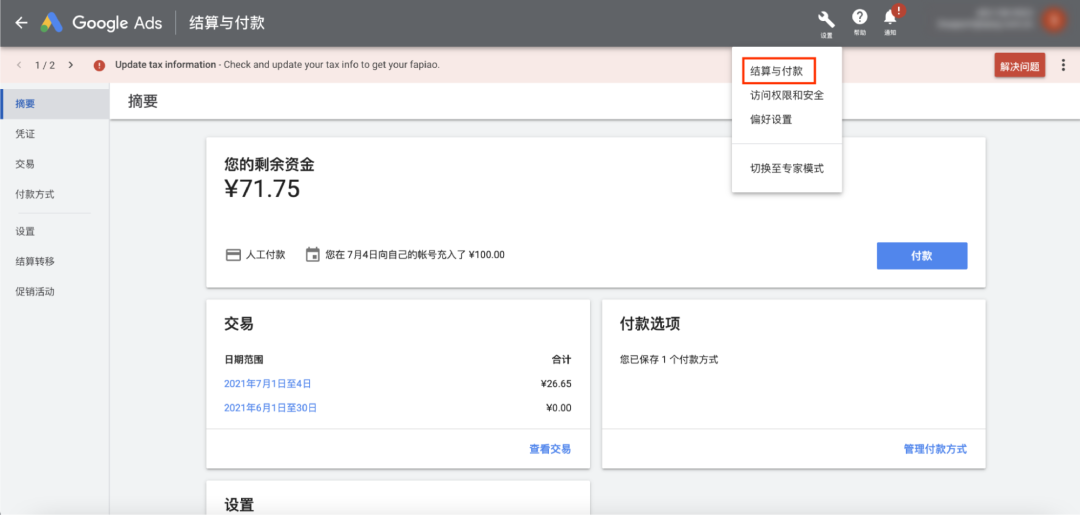 Google Ads 结算与付款
设置 帮助 通知
1 / 2 Update tax information - Check and update your tax info to get your fapiao. 解决问题
结算与付款
访问权限和安全
偏好设置
切换至专家模式
摘要
凭证
交易
付款方式
设置
结算转移
促销活动
摘要
您的剩余资金
¥71.75
人工付款 您在 7月4日向自己的帐号充入了 ¥100.00
付款
交易
日期范围 合计
2021年7月1日至4日 ¥26.65
2021年6月1日至30日 ¥0.00
查看交易
付款选项
您已保存 1 个付款方式
管理付款方式
设置